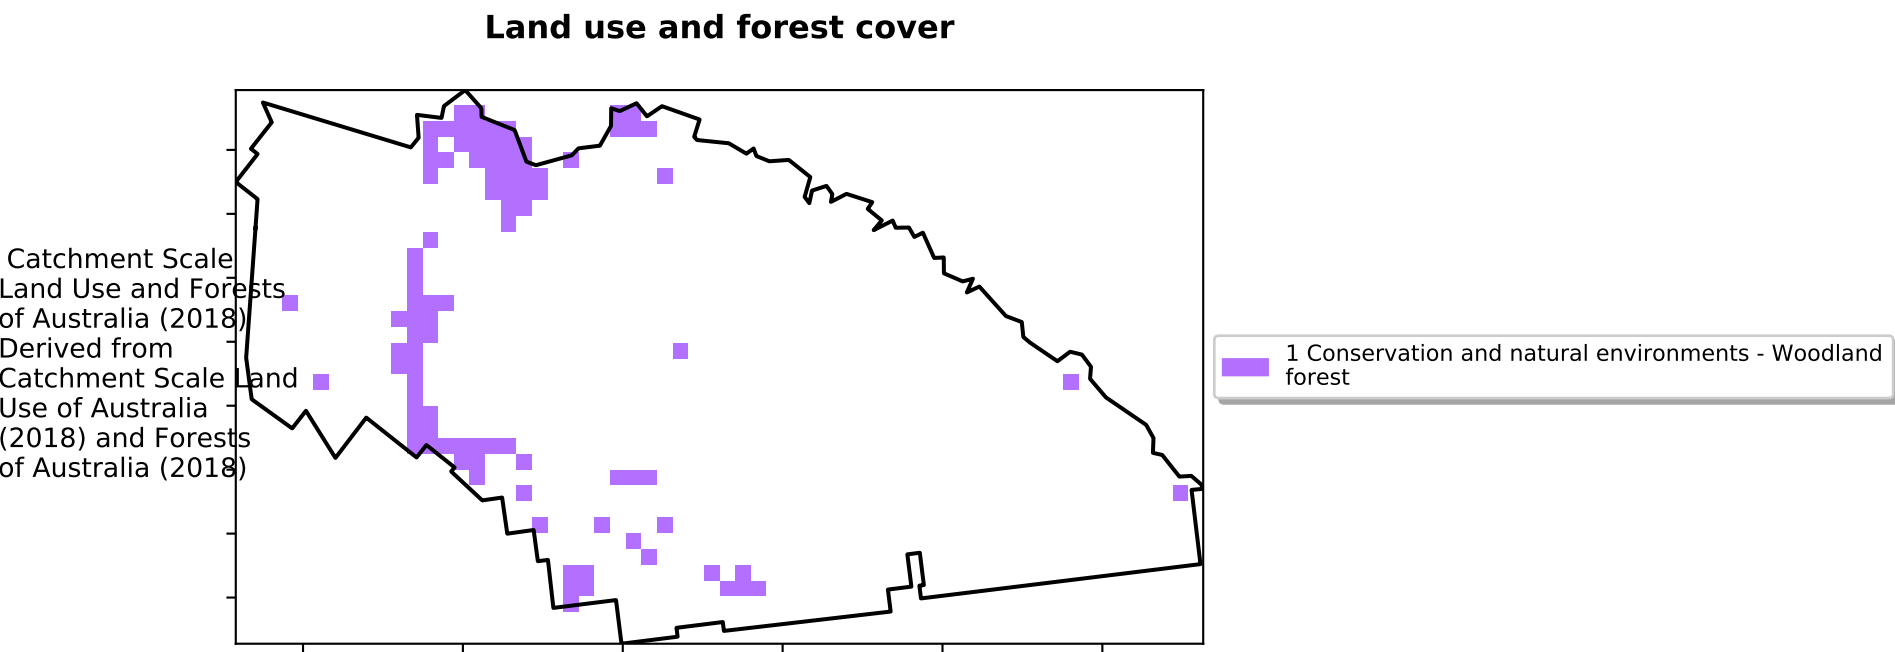 Land use and forest cover
Catchment Scale
Land Use and Forests
of Australia (2018)
Derived from
Catchment Scale Land
Use of Australia
(2018) and Forests
of Australia (2018)
1 Conservation and natural environments - Woodland
forest